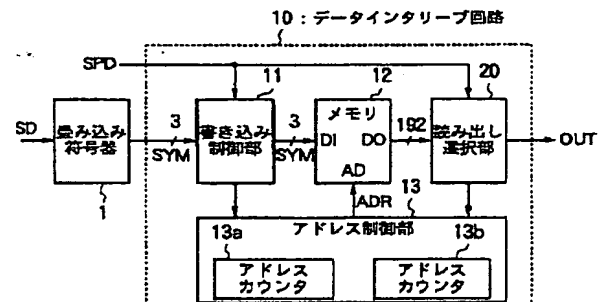 10：データインタリーブ回路
SPD
11
12
20
SD
畳み込み
符号器
1
3
SYM
書き込み
制御部
3
SYM
メモリ
DI
DO
AD
192
読み出し
選択部
OUT
ADR
13
アドレス制御部
13a
13b
アドレス
カウンタ
アドレス
カウンタ